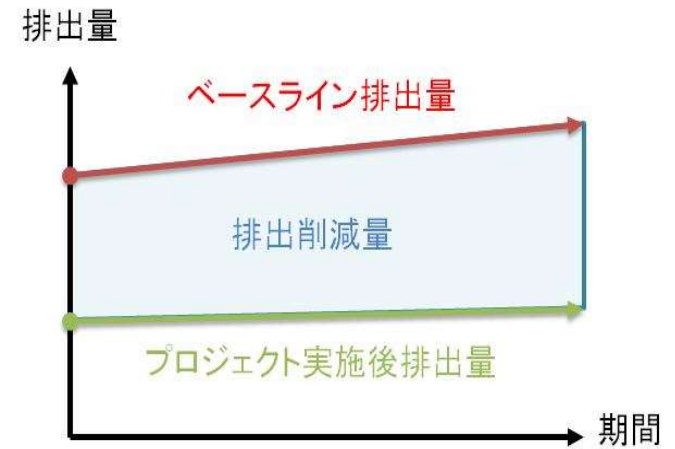 排出量
ベースライン排出量
排出削減量
プロジェクト実施後排出量
期間